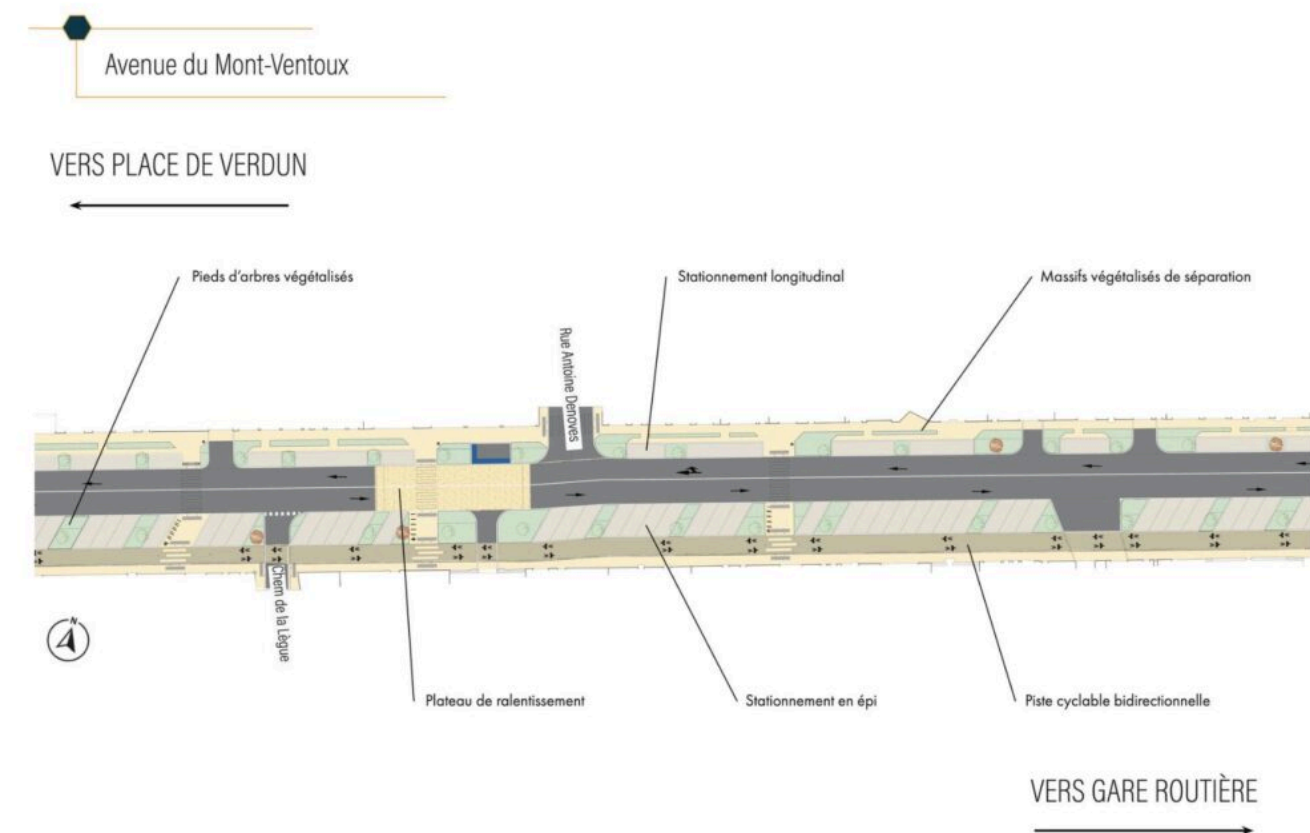 Avenue du Mont-Ventoux
VERS PLACE DE VERDUN
Pieds d'arbres végétalisés
Stationnement longitudinal
Massifs végétalisés de séparation
Rue Antoine Denoves
Chem de la Lègue
N
Plateau de ralentissement
Stationnement en épi
Piste cyclable bidirectionnelle
VERS GARE ROUTIÈRE